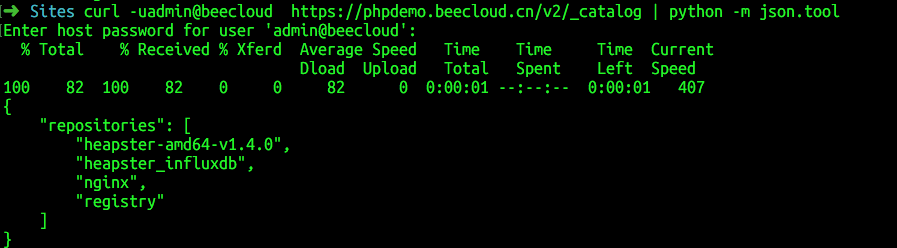 ➜  Sites curl -uadmin@beecloud  https://phpdemo.beecloud.cn/v2/_catalog | python -m json.tool
Enter host password for user 'admin@beecloud':
  % Total    % Received % Xferd  Average Speed   Time    Time     Time  Current
                                 Dload  Upload   Total   Spent    Left  Speed
100    82  100    82    0     0     82      0  0:00:01 --:--:--  0:00:01   407
{
    "repositories": [
        "heapster-amd64-v1.4.0",
        "heapster_influxdb",
        "nginx",
        "registry"
    ]
}